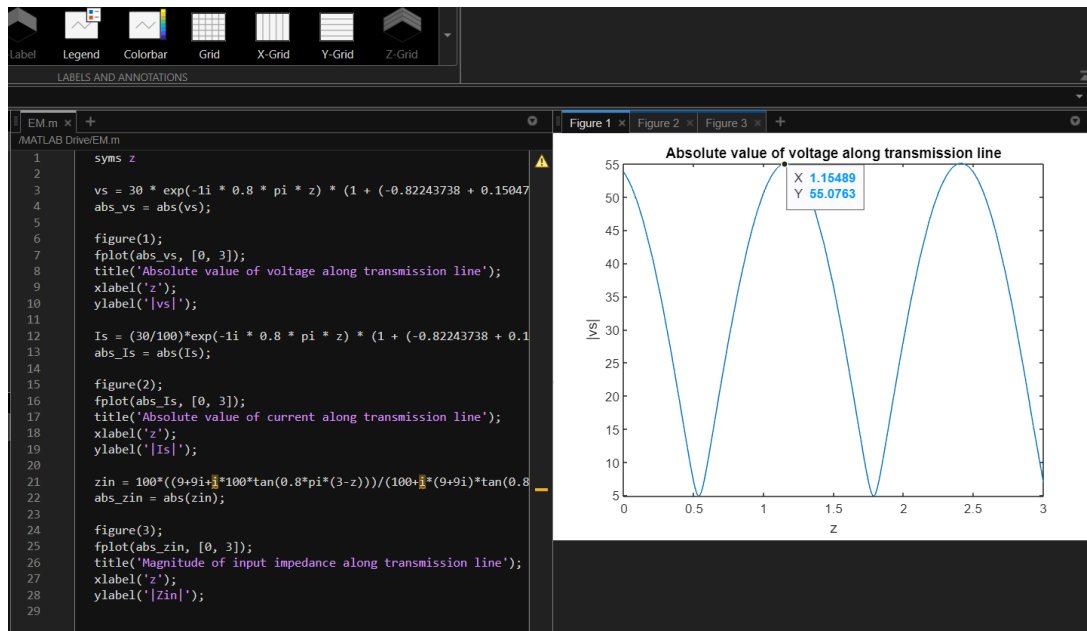 Label Legend Colorbar Grid X-Grid Y-Grid Z-Grid
LABELS AND ANNOTATIONS
EM.m × +
/MATLAB Drive/EM.m
1 syms z
2
3 vs = 30 * exp(-1i * 0.8 * pi * z) * (1 + (-0.82243738 + 0.15047
4 abs_vs = abs(vs);
5
6 figure(1);
7 fplot(abs_vs, [0, 3]);
8 title('Absolute value of voltage along transmission line');
9 xlabel('z');
10 ylabel('|vs|');
11
12 Is = (30/100)*exp(-1i * 0.8 * pi * z) * (1 + (-0.82243738 + 0.1
13 abs_Is = abs(Is);
14
15 figure(2);
16 fplot(abs_Is, [0, 3]);
17 title('Absolute value of current along transmission line');
18 xlabel('z');
19 ylabel('|Is|');
20
21 zin = 100*((9+9i+i*100*tan(0.8*pi*(3-z)))/(100+i*(9+9i)*tan(0.8
22 abs_zin = abs(zin);
23
24 figure(3);
25 fplot(abs_zin, [0, 3]);
26 title('Magnitude of input impedance along transmission line');
27 xlabel('z');
28 ylabel('|Zin|');
29
Figure 1 × Figure 2 × Figure 3 × +
Absolute value of voltage along transmission line
X 1.15489
Y 55.0763
55
50
45
40
35
30
25
20
15
10
5
|vs|
0 0.5 1 1.5 2 2.5 3
z